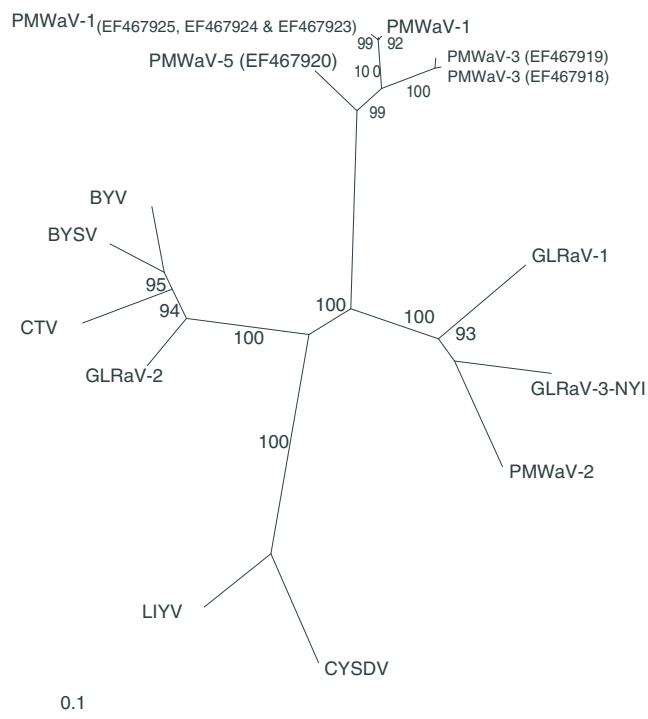 PMWaV-1(EF467925, EF467924 & EF467923)
PMWaV-1
99
92
PMWaV-5 (EF467920)
100
PMWaV-3 (EF467919)
PMWaV-3 (EF467918)
100
99
BYV
BYSV
95
CTV
94
GLRaV-2
100
100
100
GLRaV-1
93
GLRaV-3-NYI
PMWaV-2
100
LIYV
CYSDV
0.1